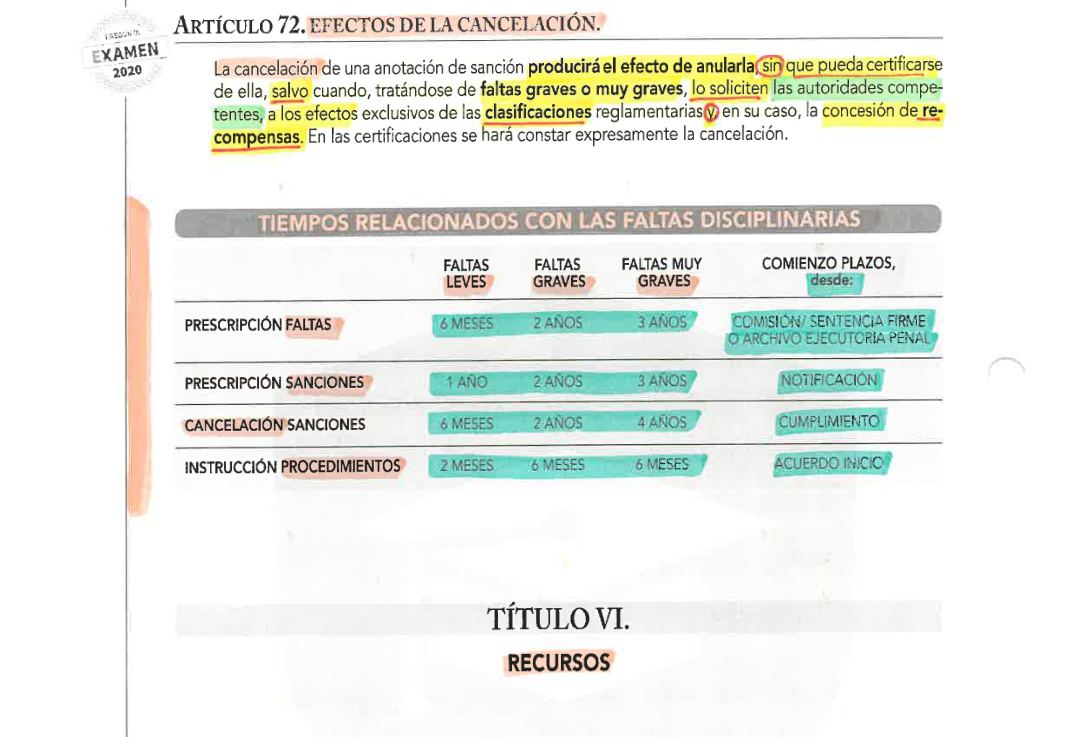 ARTÍCULO 72. EFECTOS DE LA CANCELACIÓN.
PREGUNTA
EXAMEN
2020
La cancelación de una anotación de sanción producirá el efecto de anularla, sin que pueda certificarse
de ella, salvo cuando, tratándose de faltas graves o muy graves, lo soliciten las autoridades compe-
tentes, a los efectos exclusivos de las clasificaciones reglamentarias y, en su caso, la concesión de re-
compensas. En las certificaciones se hará constar expresamente la cancelación.
TIEMPOS RELACIONADOS CON LAS FALTAS DISCIPLINARIAS
FALTAS LEVES FALTAS GRAVES FALTAS MUY GRAVES COMIENZO PLAZOS, desde:
PRESCRIPCIÓN FALTAS 6 MESES 2 AÑOS 3 AÑOS COMISIÓN/ SENTENCIA FIRME
O ARCHIVO EJECUTORIA PENAL
PRESCRIPCIÓN SANCIONES 1 AÑO 2 AÑOS 3 AÑOS NOTIFICACIÓN
CANCELACIÓN SANCIONES 6 MESES 2 AÑOS 4 AÑOS CUMPLIMIENTO
INSTRUCCIÓN PROCEDIMIENTOS 2 MESES 6 MESES 6 MESES ACUERDO INICIO
TÍTULO VI.
RECURSOS